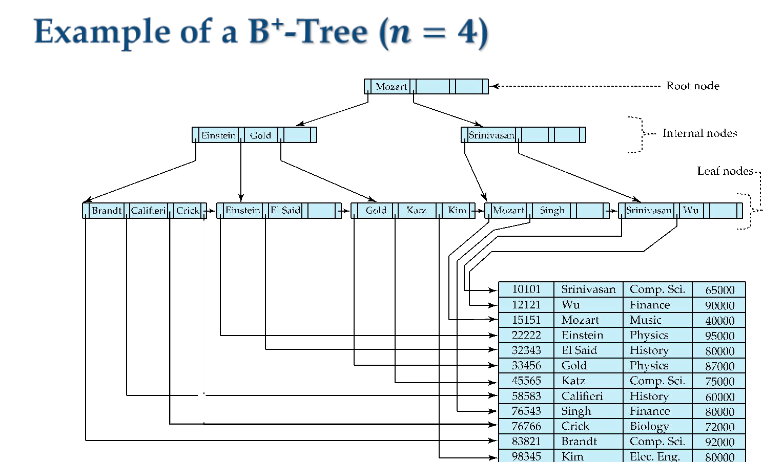 Example of a B⁺-Tree (n = 4)
Mozart
Root node
Einstein Gold
Srinivasan
Internal nodes
Leaf nodes
Brandt Califieri Crick
Einstein El Said
Gold Katz Kim
Mozart Singh
Srinivasan Wu
10101 Srinivasan Comp. Sci. 65000
12121 Wu Finance 90000
15151 Mozart Music 40000
22222 Einstein Physics 95000
32343 El Said History 80000
33456 Gold Physics 87000
45565 Katz Comp. Sci. 75000
58583 Califieri History 60000
76543 Singh Finance 80000
76766 Crick Biology 72000
83821 Brandt Comp. Sci. 92000
98345 Kim Elec. Eng. 80000